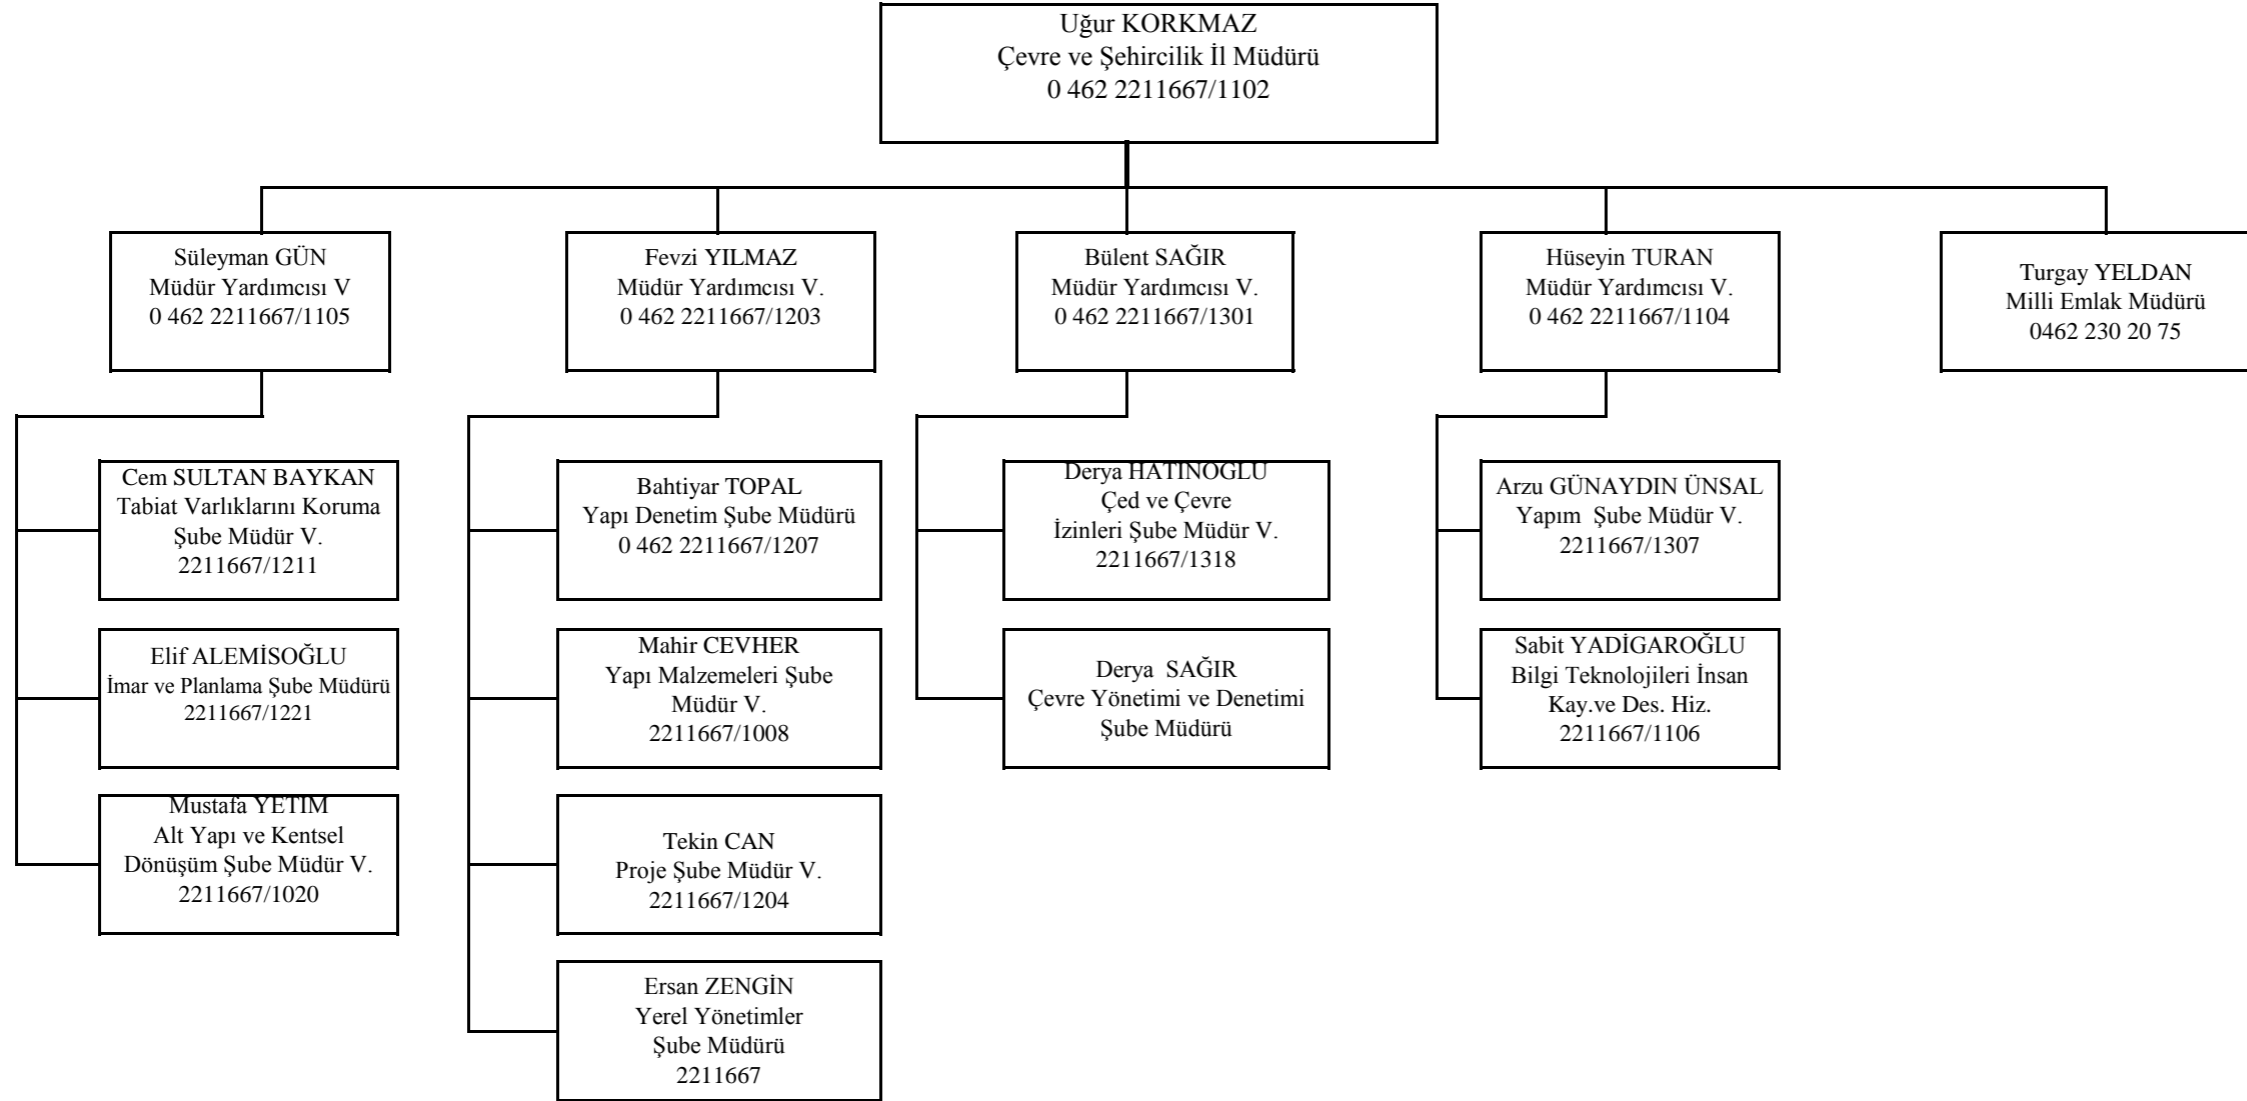 Uğur KORKMAZ
Çevre ve Şehircilik İl Müdürü
0 462 2211667/1102
Süleyman GÜN
Müdür Yardımcısı V
0 462 2211667/1105
Fevzi YILMAZ
Müdür Yardımcısı V.
0 462 2211667/1203
Bülent SAĞIR
Müdür Yardımcısı V.
0 462 2211667/1301
Hüseyin TURAN
Müdür Yardımcısı V.
0 462 2211667/1104
Turgay YELDAN
Milli Emlak Müdürü
0462 230 20 75
Cem SULTAN BAYKAN
Tabiat Varlıklarını Koruma
Şube Müdür V.
2211667/1211
Elif ALEMİSOĞLU
İmar ve Planlama Şube Müdürü
2211667/1221
Mustafa YETİM
Alt Yapı ve Kentsel
Dönüşüm Şube Müdür V.
2211667/1020
Bahtiyar TOPAL
Yapı Denetim Şube Müdürü
0 462 2211667/1207
Mahir CEVHER
Yapı Malzemeleri Şube
Müdür V.
2211667/1008
Tekin CAN
Proje Şube Müdür V.
2211667/1204
Ersan ZENGİN
Yerel Yönetimler
Şube Müdürü
2211667
Derya HATİNOĞLU
Çed ve Çevre
İzinleri Şube Müdür V.
2211667/1318
Derya  SAĞIR
Çevre Yönetimi ve Denetimi
Şube Müdürü
Arzu GÜNAYDIN ÜNSAL
Yapım  Şube Müdür V.
2211667/1307
Sabit YADİGAROĞLU
Bilgi Teknolojileri İnsan
Kay.ve Des. Hiz.
2211667/1106